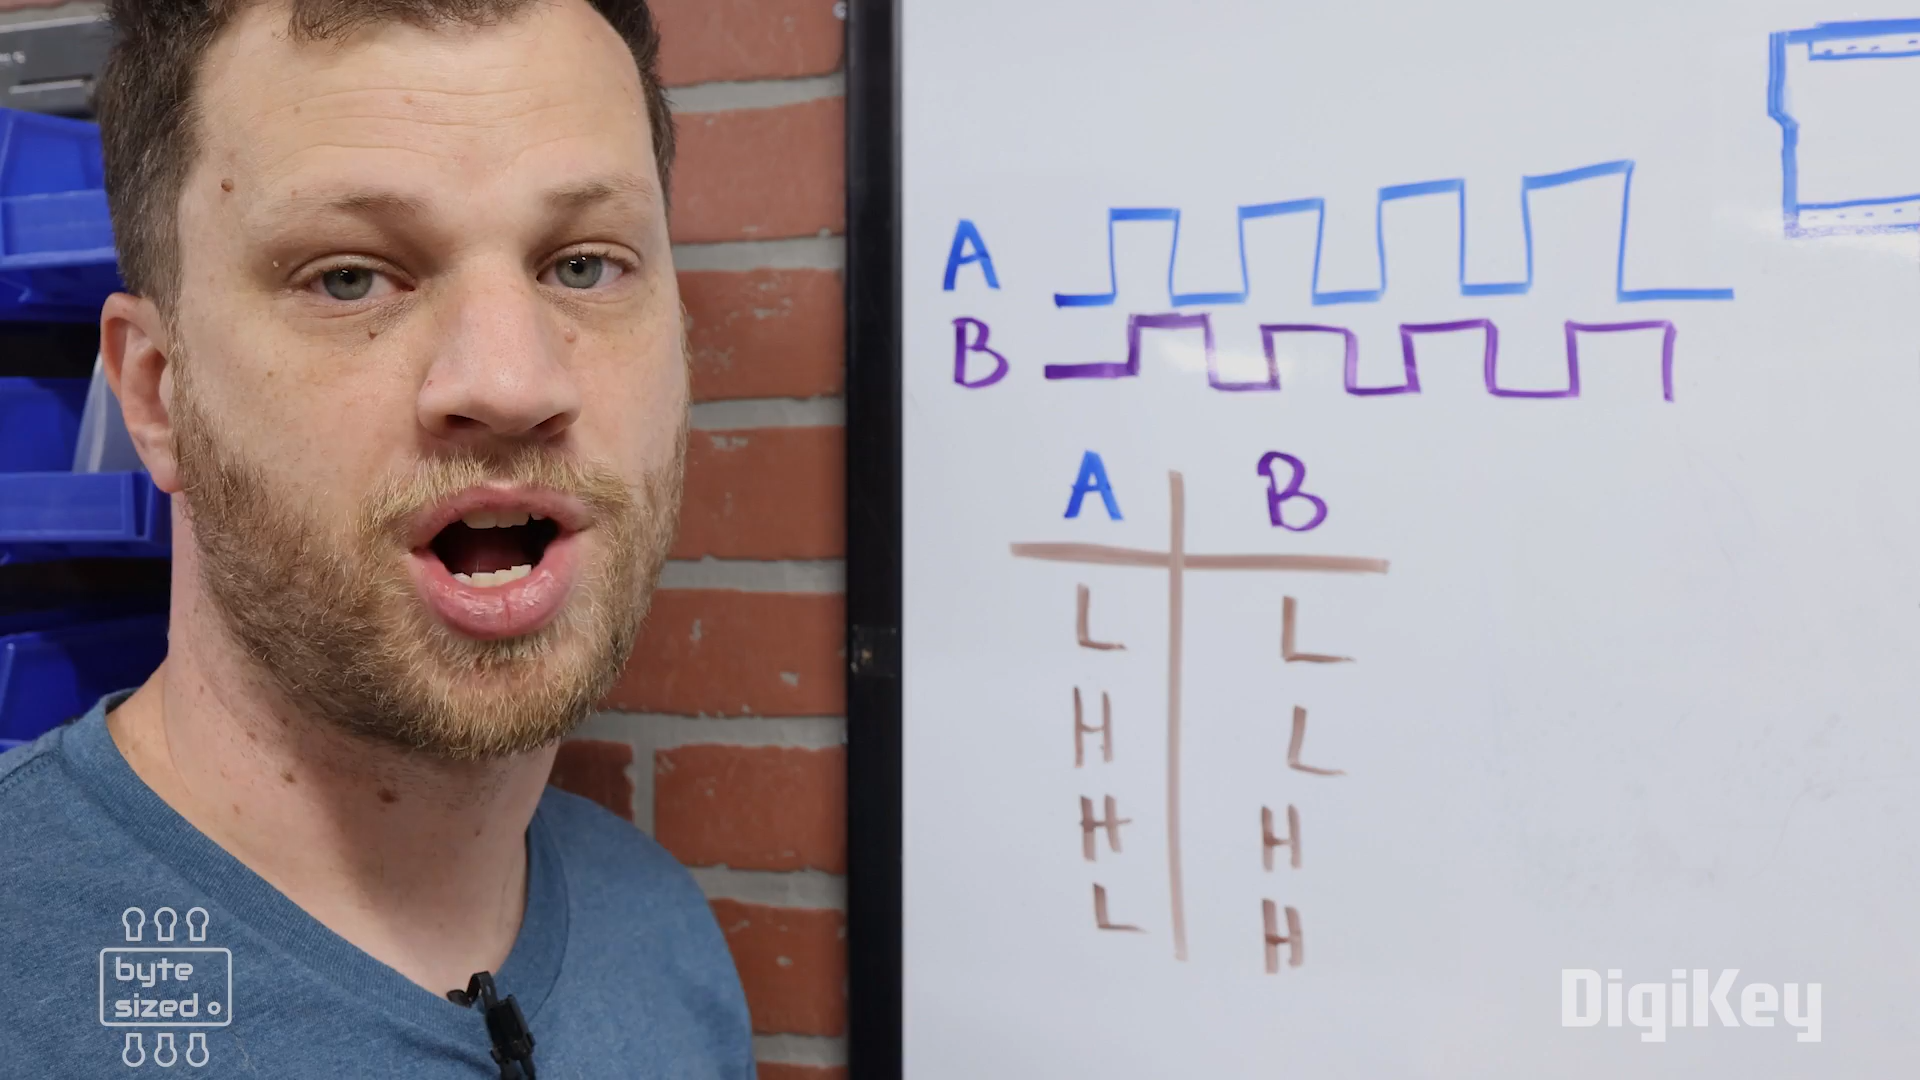 A
B
A B
L L
H L
H H
L H
byte
sized
DigiKey